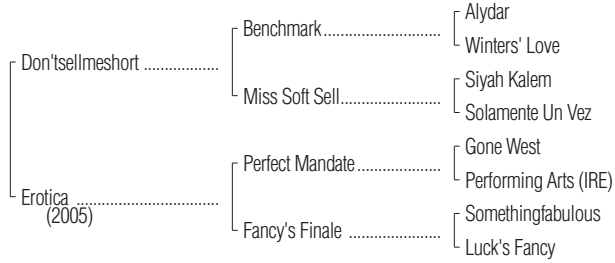 Alydar
Benchmark
Winters' Love
Don'tsellmeshort
Siyah Kalem
Miss Soft Sell
Solamente Un Vez
Gone West
Perfect Mandate
Performing Arts (IRE)
Erotica
(2005)
Somethingfabulous
Fancy's Finale
Luck's Fancy